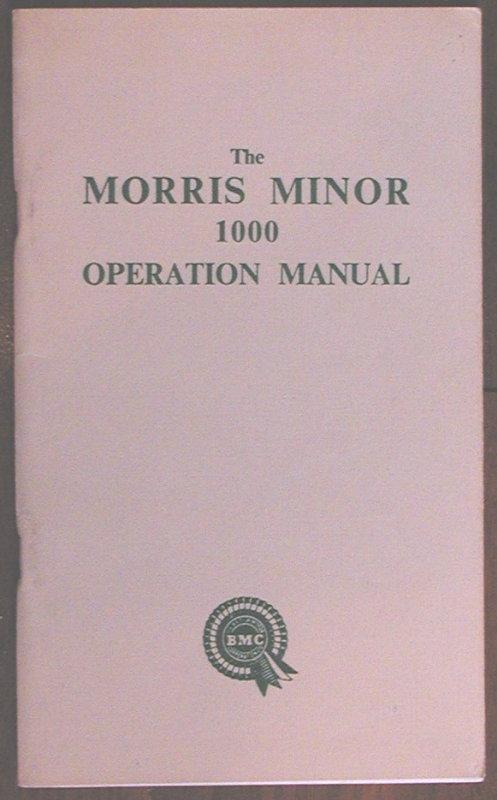 The
MORRIS MINOR
1000
OPERATION MANUAL
BMC